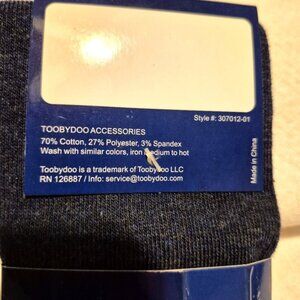 Style #: 307012-01
TOOBYDOO ACCESSORIES
70% Cotton, 27% Polyester, 3% Spandex
Wash with similar colors, iron medium to hot
Toobydoo is a trademark of Toobydoo LLC
RN 126887 / Info: service@toobydoo.com
Made in China